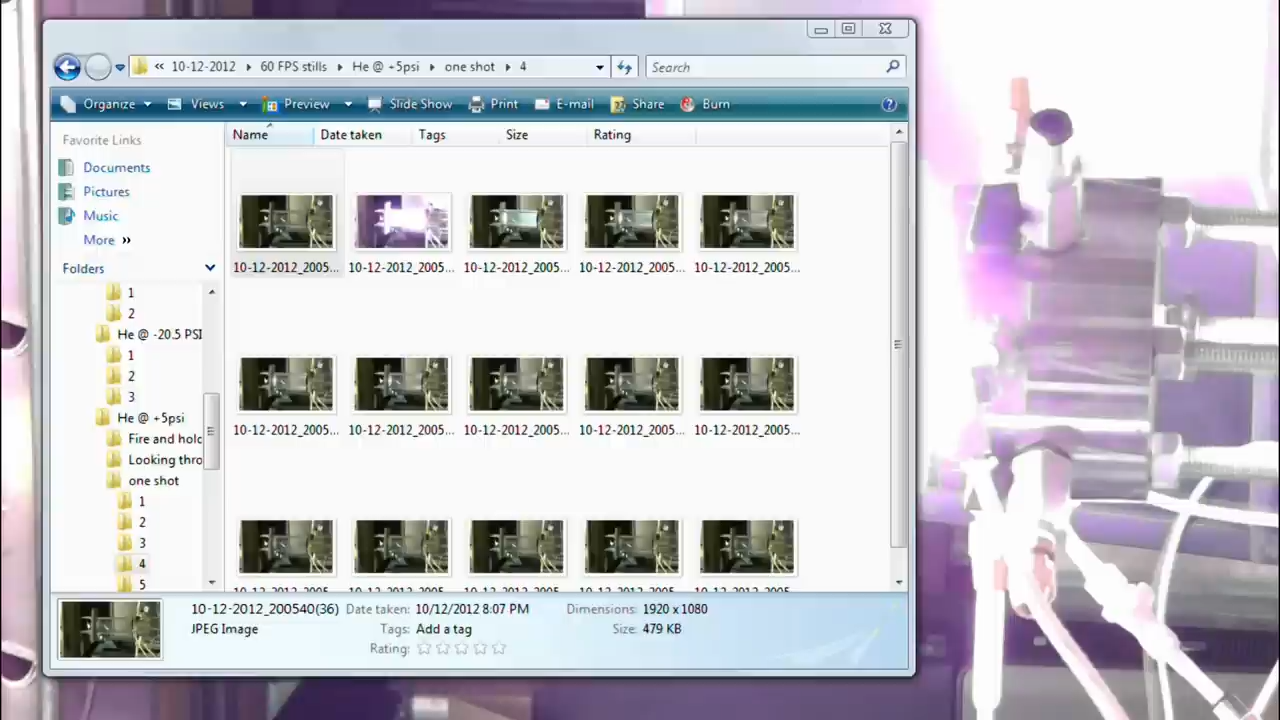 « 10-12-2012 ▸ 60 FPS stills ▸ He @ +5psi ▸ one shot ▸ 4
Search
Organize Views Preview Slide Show Print E-mail Share Burn
Favorite Links
Documents
Pictures
Music
More »
Folders
1
2
He @ -20.5 PSI
1
2
3
He @ +5psi
Fire and hold
Looking thro
one shot
1
2
3
4
5
Name Date taken Tags Size Rating
10-12-2012_2005... 10-12-2012_2005... 10-12-2012_2005... 10-12-2012_2005... 10-12-2012_2005...
10-12-2012_2005... 10-12-2012_2005... 10-12-2012_2005... 10-12-2012_2005... 10-12-2012_2005...
10-12-2012_200540(36) Date taken: 10/12/2012 8:07 PM Dimensions: 1920 x 1080
JPEG Image Tags: Add a tag Size: 479 KB
Rating: